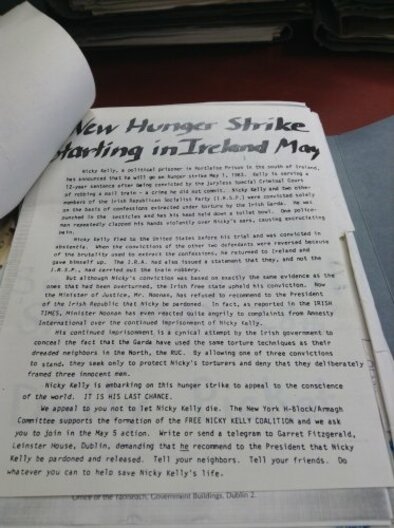 New Hunger Strike
Starting in Ireland May
Nicky Kelly, a political prisoner in Portlaoise Prison in the south of Ireland,
has announced that he will go on hunger strike May 1, 1983. Kelly is serving a
12-year sentence after being convicted by the juryless Special Criminal Court
of robbing a mail train - a crime he did not commit. Nicky Kelly and two other
members of the Irish Republican Socialist Party (I.R.S.P.) were convicted solely
on the basis of confessions extracted under torture by the Irish Garda. He was
punched in the testicles and his head held down a toilet bowl. One police-
man repeatedly clapped his hands violently over Nicky's ears, causing excruciating
pain.
Nicky Kelly fled to the United States before his trial and was convicted in
absentia. When the convictions of the other two defendants were reversed because
of the brutality used to extract the confessions, he returned to Ireland and
gave himself up. The I.R.A. had also issued a statement that they, and not the
I.R.S.P., had carried out the train robbery.
But although Nicky's conviction was based on exactly the same evidence as the
ones that had been overturned, the Irish free state upheld his conviction. Now
the Minister of Justice, Mr. Noonan, has refused to recommend to the President
of the Irish Republic that Nicky be pardoned. In fact, as reported in the IRISH
TIMES, Minister Noonan has even reacted quite angrily to complaints from Amnesty
International over the continued imprisonment of Nicky Kelly.
His continued imprisonment is a cynical attempt by the Irish government to
conceal the fact that the Garda have used the same torture techniques as their
dreaded neighbors in the North, the RUC. By allowing one of three convictions
to stand, they seek only to protect Nicky's torturers and deny that they deliberately
framed three innocent men.
Nicky Kelly is embarking on this hunger strike to appeal to the conscience
of the world. IT IS HIS LAST CHANCE.
We appeal to you not to let Nicky Kelly die. The New York H-Block/Armagh
Committee supports the formation of the FREE NICKY KELLY COALITION and we ask
you to join in the May 5 action. Write or send a telegram to Garret Fitzgerald,
Leinster House, Dublin, demanding that he recommend to the President that Nicky
Kelly be pardoned and released. Tell your neighbors. Tell your friends. Do
whatever you can to help save Nicky Kelly's life.
Office of the Taoiseach, Government Buildings, Dublin 2.